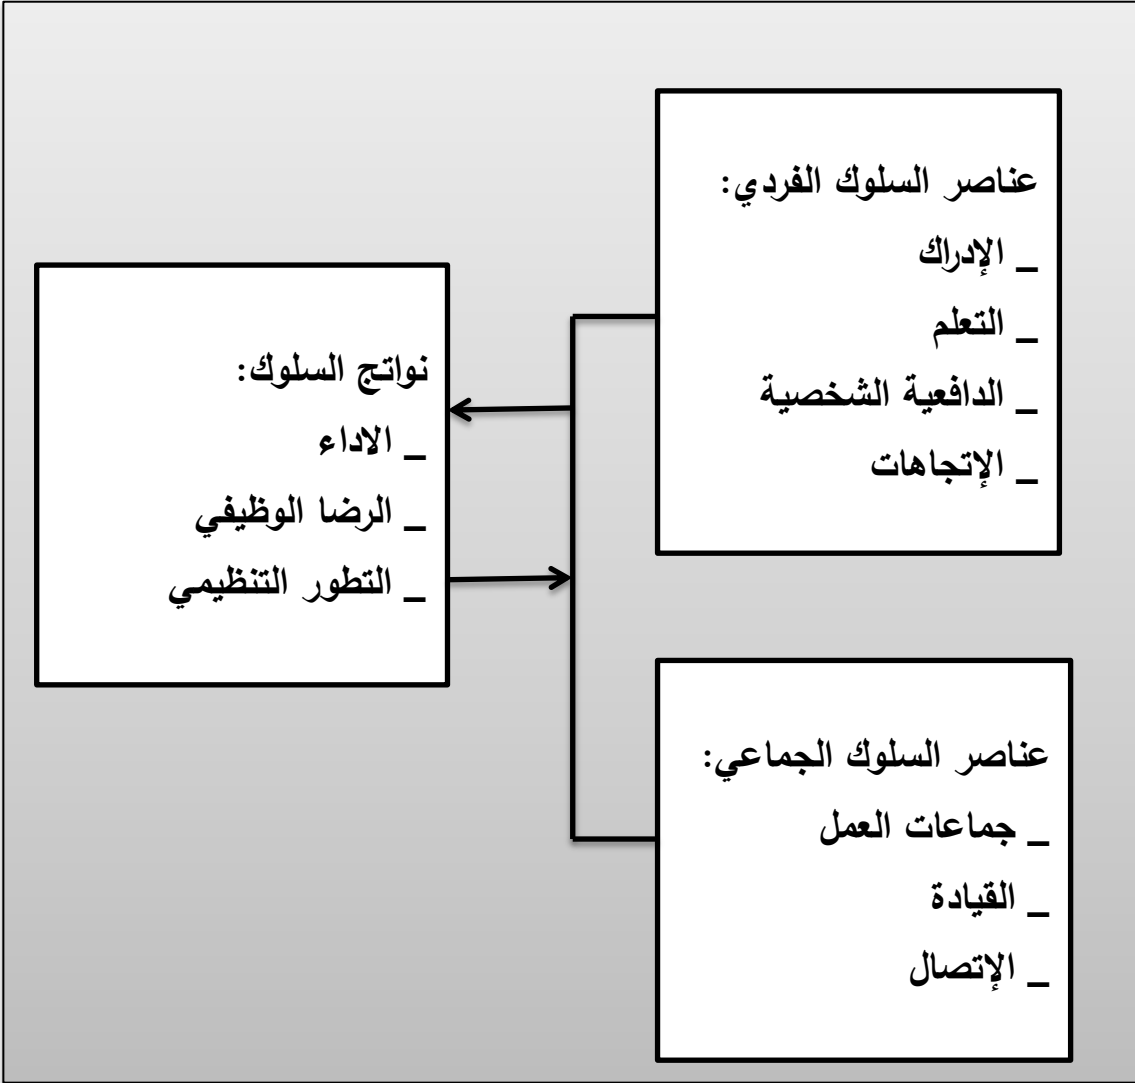 عناصر السلوك الفردي:
_ الإدراك
_ التعلم
_ الدافعية الشخصية
_ الإتجاهات
عناصر السلوك الجماعي:
_ جماعات العمل
_ القيادة
_ الإتصال
نواتج السلوك:
_ الاداء
_ الرضا الوظيفي
_ التطور التنظيمي